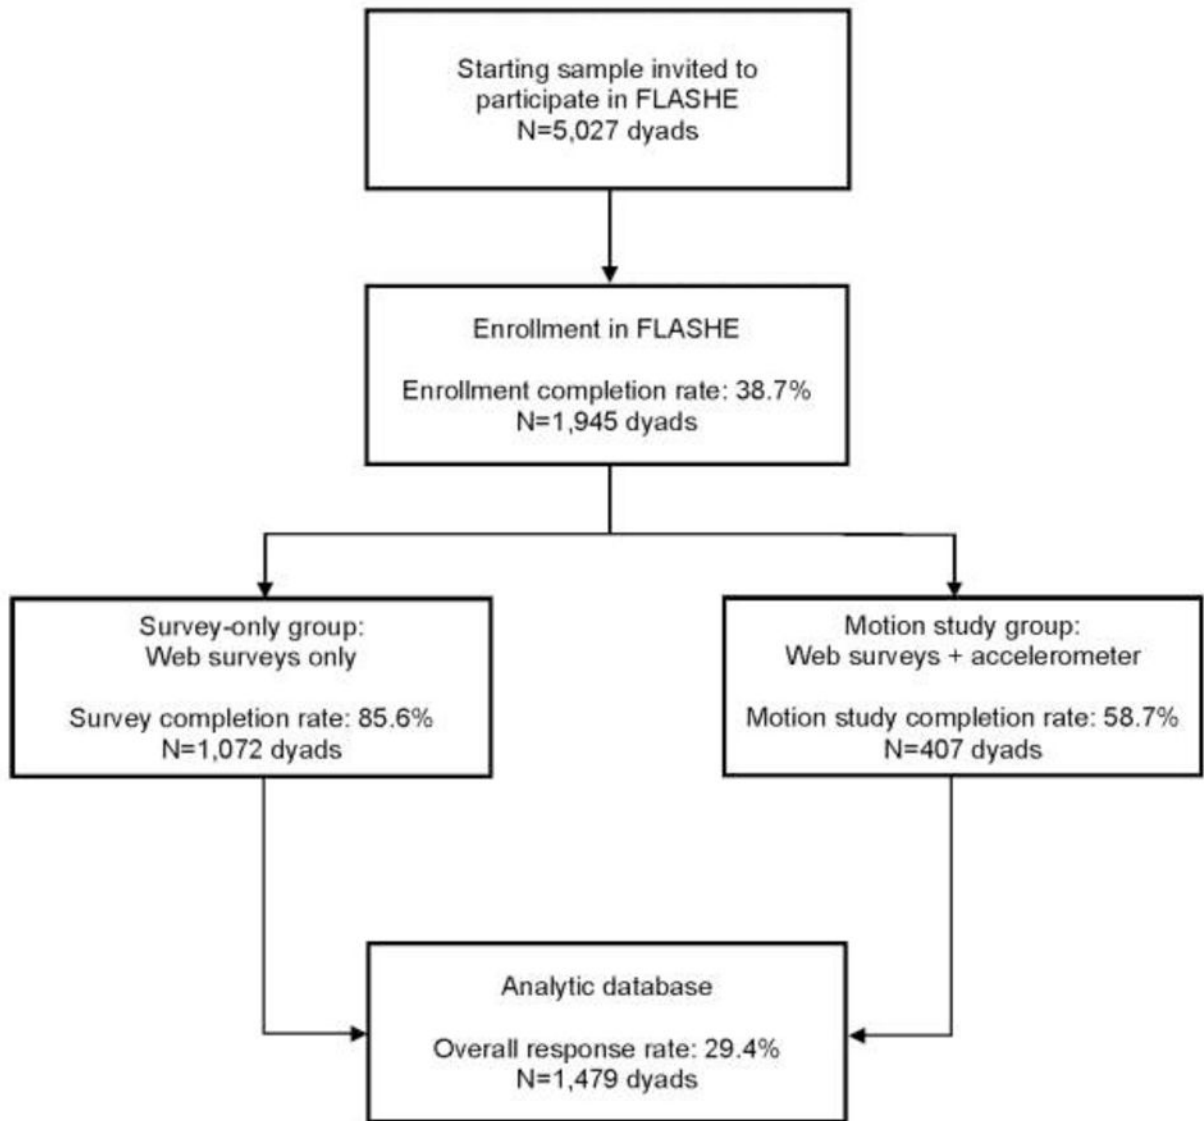 Starting sample invited to
participate in FLASHE
N=5,027 dyads
Enrollment in FLASHE
Enrollment completion rate: 38.7%
N=1,945 dyads
Survey-only group:
Web surveys only
Survey completion rate: 85.6%
N=1,072 dyads
Motion study group:
Web surveys + accelerometer
Motion study completion rate: 58.7%
N=407 dyads
Analytic database
Overall response rate: 29.4%
N=1,479 dyads